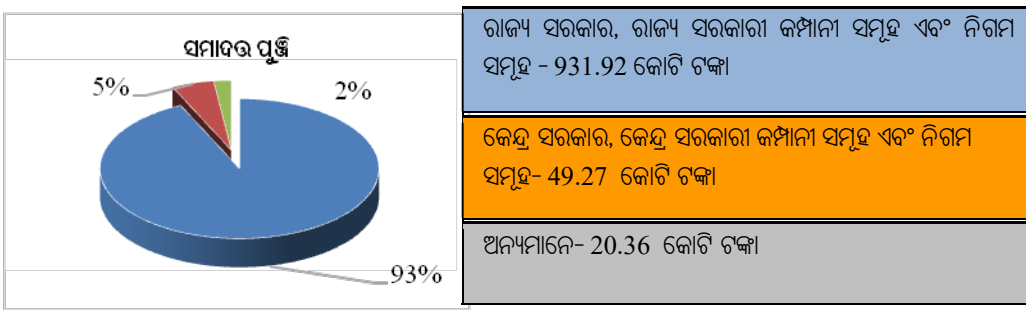 ସମାଦତ୍ତ ପୁଞ୍ଜି
5%
2%
93%
ରାଜ୍ୟ ସରକାର, ରାଜ୍ୟ ସରକାରୀ କମ୍ପାନୀ ସମୂହ ଏବଂ ନିଗମ
ସମୂହ - 931.92 କୋଟି ଟଙ୍କା
କେନ୍ଦ୍ର ସରକାର, କେନ୍ଦ୍ର ସରକାରୀ କମ୍ପାନୀ ସମୂହ ଏବଂ ନିଗମ
ସମୂହ- 49.27 କୋଟି ଟଙ୍କା
ଅନ୍ୟମାନେ- 20.36 କୋଟି ଟଙ୍କା